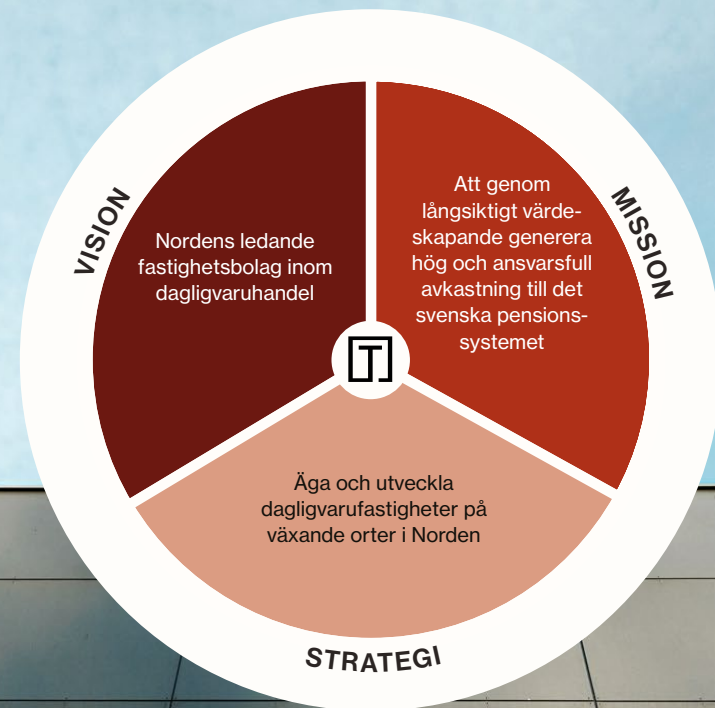 VISION
Nordens ledande
fastighetsbolag inom
dagligvaruhandel
MISSION
Att genom
långsiktigt värde-
skapande generera
hög och ansvarsfull
avkastning till det
svenska pensions-
systemet
T
Äga och utveckla
dagligvarufastigheter på
växande orter i Norden
STRATEGI